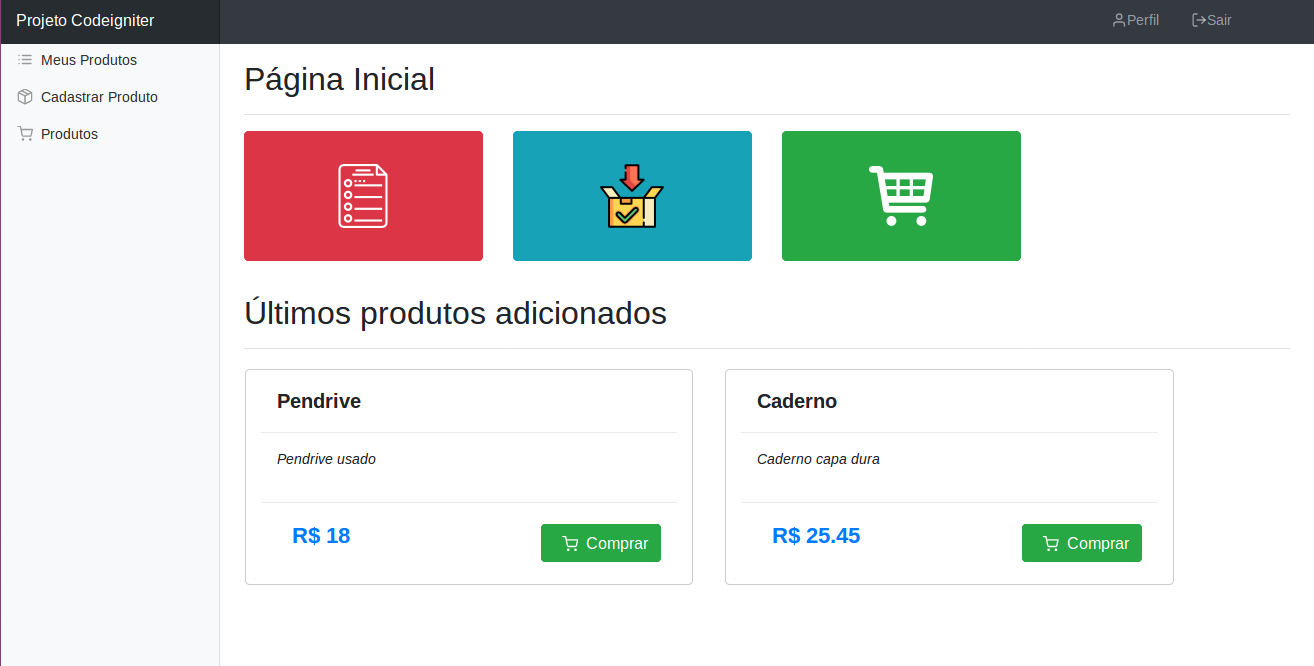 Projeto Codeigniter
Perfil
Sair
Meus Produtos
Cadastrar Produto
Produtos
Página Inicial
Últimos produtos adicionados
Pendrive
Pendrive usado
R$ 18
Comprar
Caderno
Caderno capa dura
R$ 25.45
Comprar